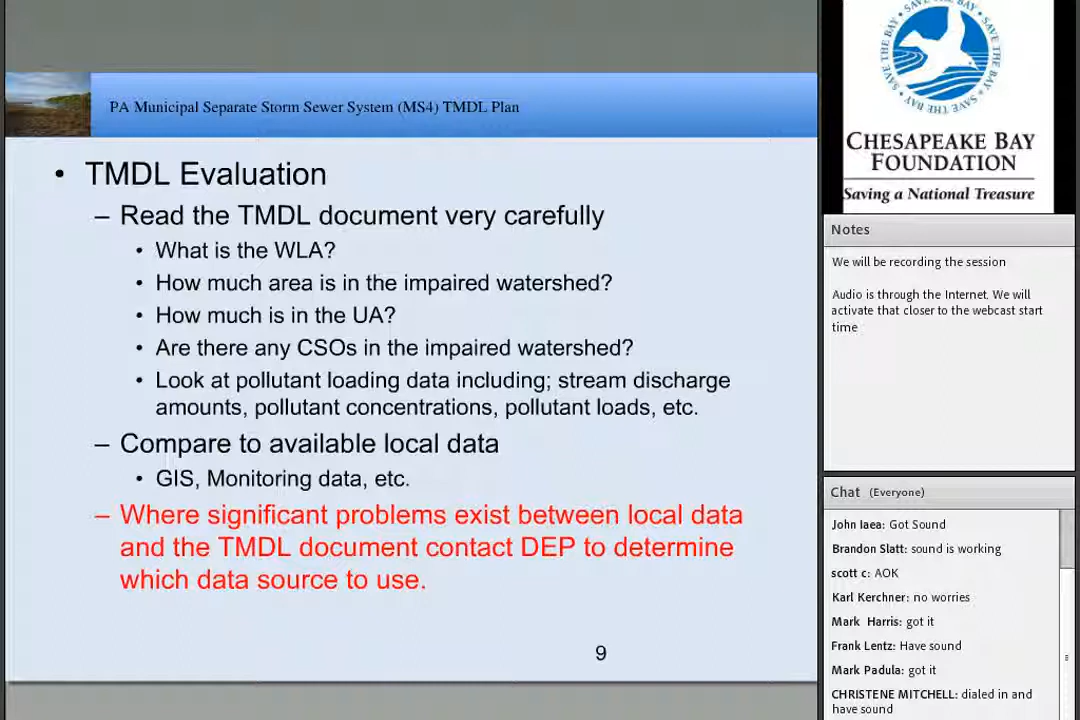 PA Municipal Separate Storm Sewer System (MS4) TMDL Plan
• TMDL Evaluation
– Read the TMDL document very carefully
• What is the WLA?
• How much area is in the impaired watershed?
• How much is in the UA?
• Are there any CSOs in the impaired watershed?
• Look at pollutant loading data including; stream discharge
amounts, pollutant concentrations, pollutant loads, etc.
– Compare to available local data
• GIS, Monitoring data, etc.
– Where significant problems exist between local data
and the TMDL document contact DEP to determine
which data source to use.
9
SAVE THE BAY SAVE THE BAY SAVE THE BAY SAVE THE BAY
CHESAPEAKE BAY
FOUNDATION
Saving a National Treasure
Notes
We will be recording the session
Audio is through the Internet. We will
activate that closer to the webcast start
time
Chat (Everyone)
John Iaea: Got Sound
Brandon Slatt: sound is working
scott c: AOK
Karl Kerchner: no worries
Mark Harris: got it
Frank Lentz: Have sound
Mark Padula: got it
CHRISTENE MITCHELL: dialed in and
have sound